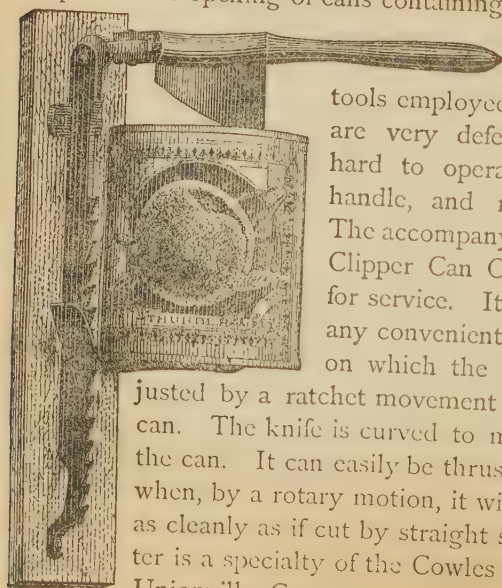 opening of cans containing
tools employed
are very defe
hard to opera
handle, and
The accompany
Clipper Can C
for service. It
any convenient
on which the
justed by a ratchet movement
can. The knife is curved to
the can. It can easily be thrus
when, by a rotary motion, it wi
as cleanly as if cut by straight s
ter is a specialty of the Cowles
Unionville, C